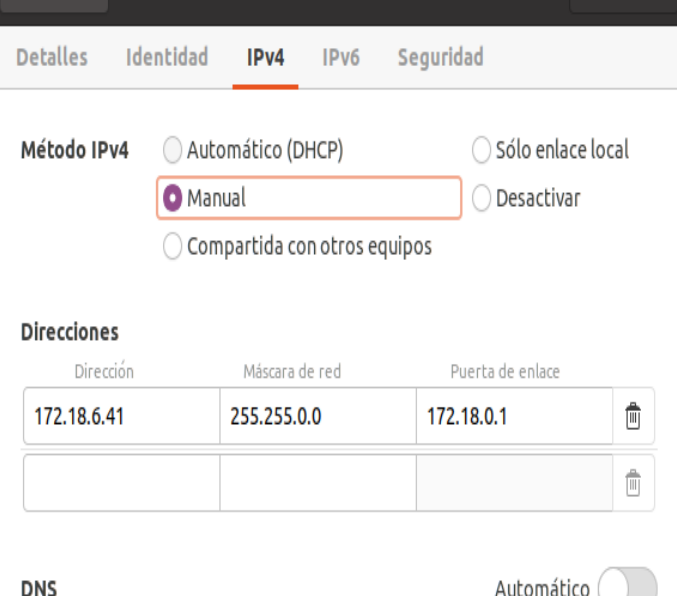 Detalles Identidad IPv4 IPv6 Seguridad
Método IPv4 Automático (DHCP) Sólo enlace local
Manual Desactivar
Compartida con otros equipos
Direcciones
Dirección Máscara de red Puerta de enlace
172.18.6.41 255.255.0.0 172.18.0.1
DNS Automático